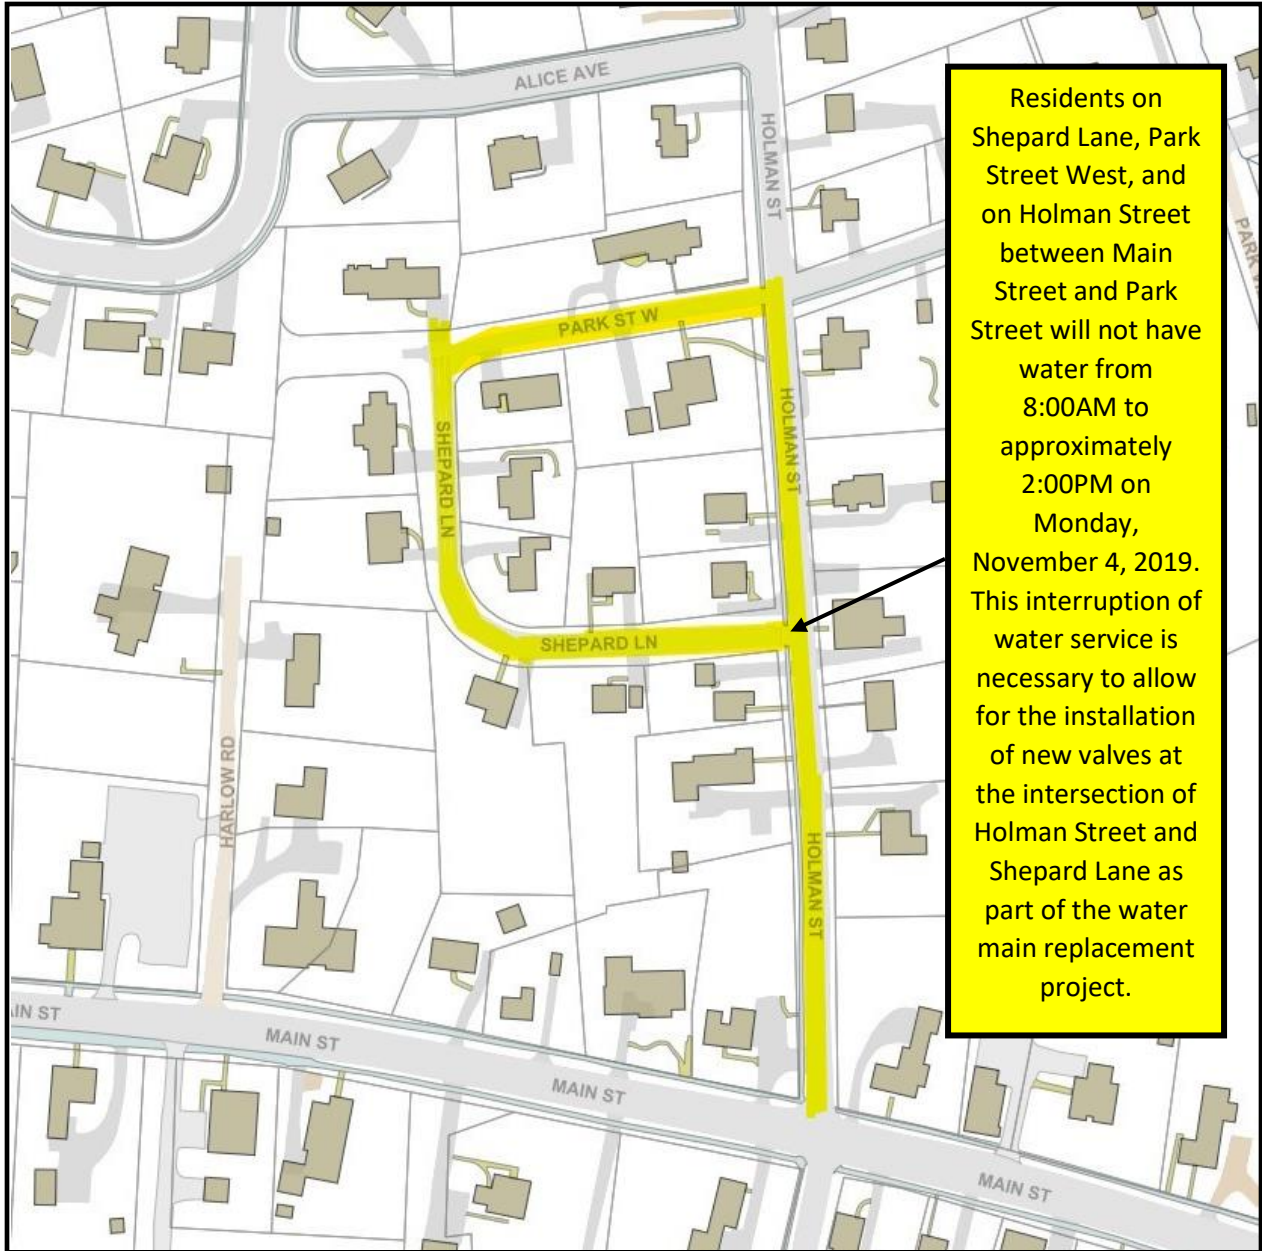 ALICE AVE
HOLMAN ST
PARK ST W
HOLMAN ST
SHEPARD LN
SHEPARD LN
HARLOW RD
HOLMAN ST
MAIN ST
MAIN ST
MAIN ST
Residents on
Shepard Lane, Park
Street West, and
on Holman Street
between Main
Street and Park
Street will not have
water from
8:00AM to
approximately
2:00PM on
Monday,
November 4, 2019.
This interruption of
water service is
necessary to allow
for the installation
of new valves at
the intersection of
Holman Street and
Shepard Lane as
part of the water
main replacement
project.
PARK